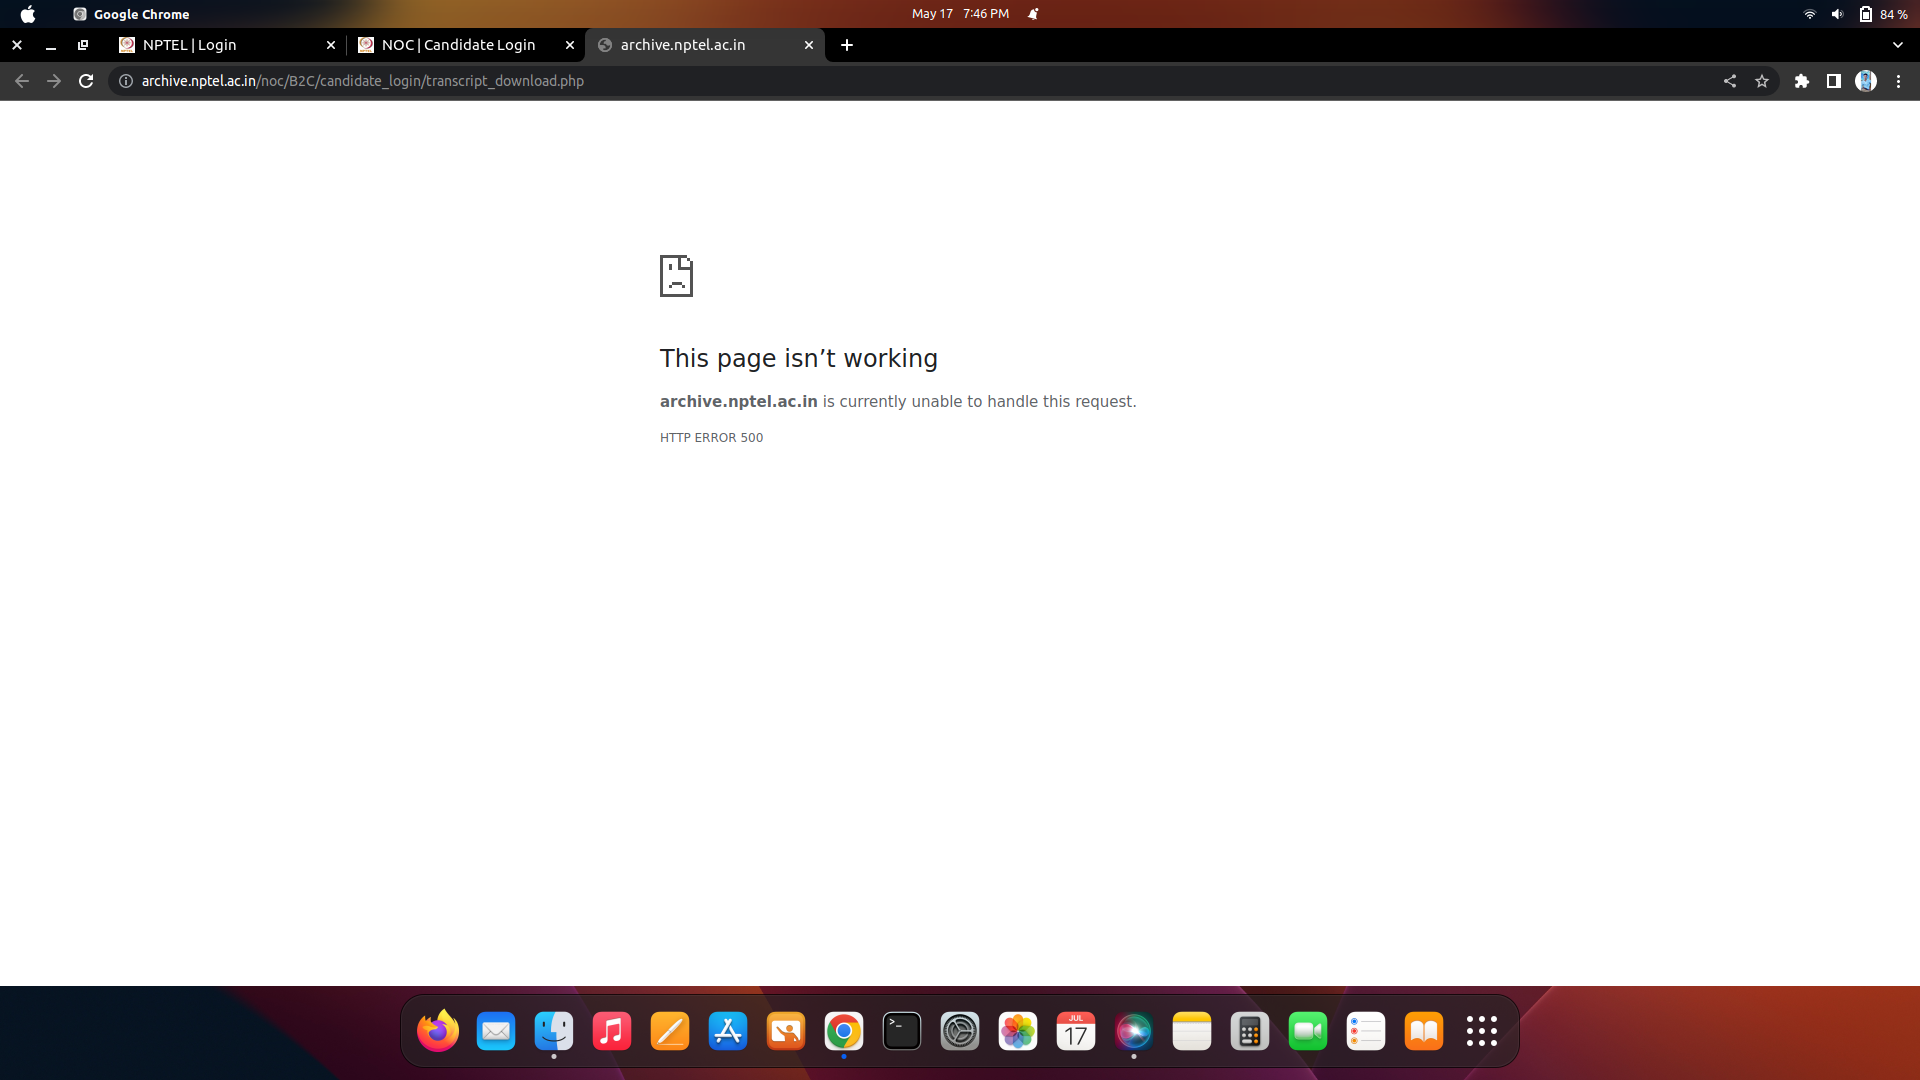 Google Chrome
May 17 7:46 PM
84 %
NPTEL | Login
NOC | Candidate Login
archive.nptel.ac.in
archive.nptel.ac.in/noc/B2C/candidate_login/transcript_download.php
This page isn’t working
archive.nptel.ac.in is currently unable to handle this request.
HTTP ERROR 500
>_
JUL
17